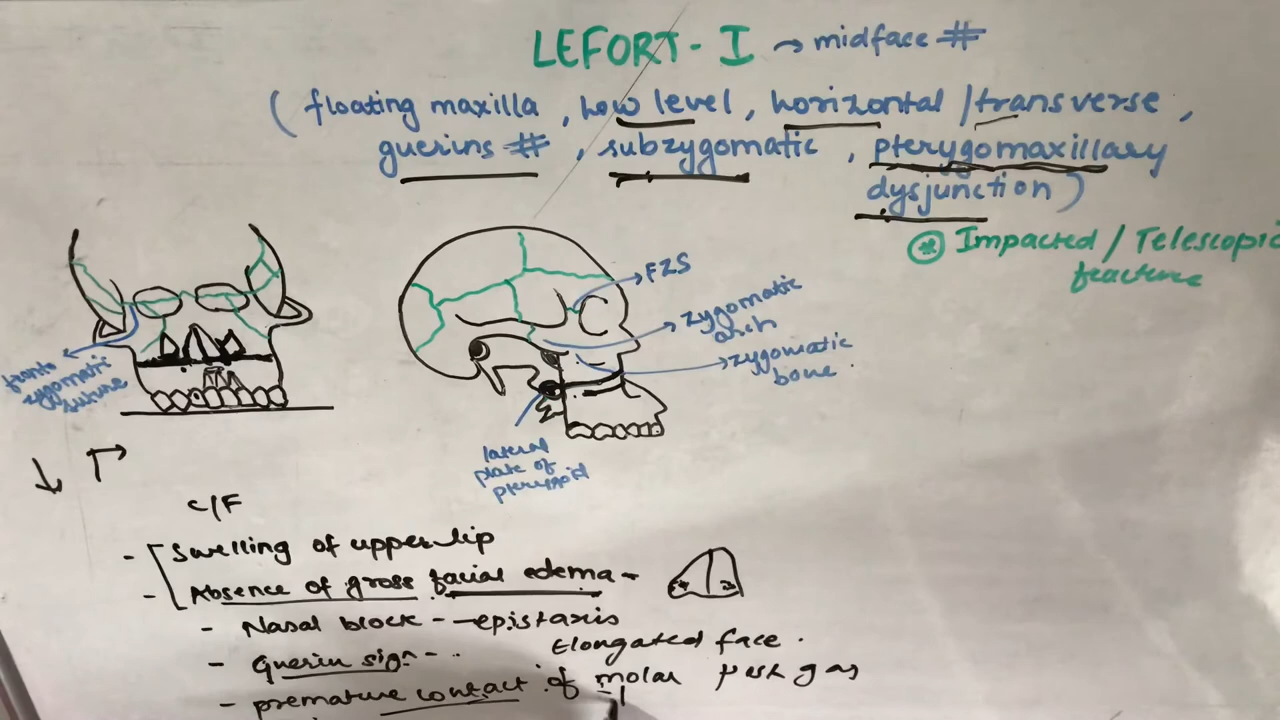 LEFORT - I → midface #
(floating maxilla, low level, horizontal / transverse,
guerins #, subzygomatic, pterygomaxillary
dysjunction)
* Impacted / Telescopic
fracture
FZS
zygomatic
arch
zygomatic
bone
fronto
zygomatic
suture
lateral
plate of
pterygoid
C/F
- Swelling of upper lip
- Absence of gross facial edema -
- Nasal block - - epistaxis
Elongated face .
- Guerin sign - ..
- premature contact of molar